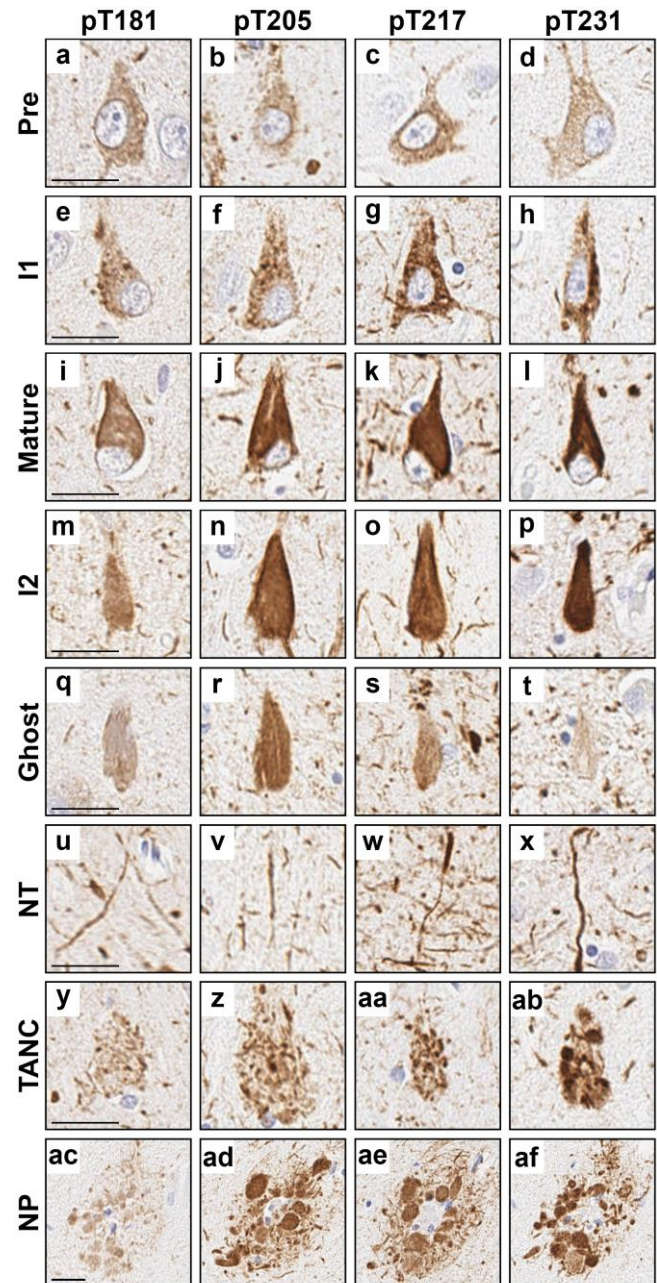 pT181 pT205 pT217 pT231
Pre a b c d
I1 e f g h
Mature i j k l
I2 m n o p
Ghost q r s t
NT u v w x
TANC y z aa ab
NP ac ad ae af